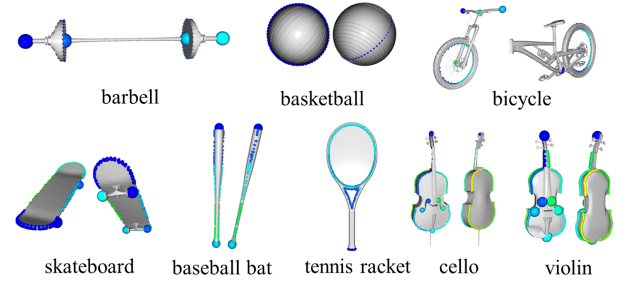 barbell
basketball
bicycle
skateboard
baseball bat
tennis racket
cello
violin